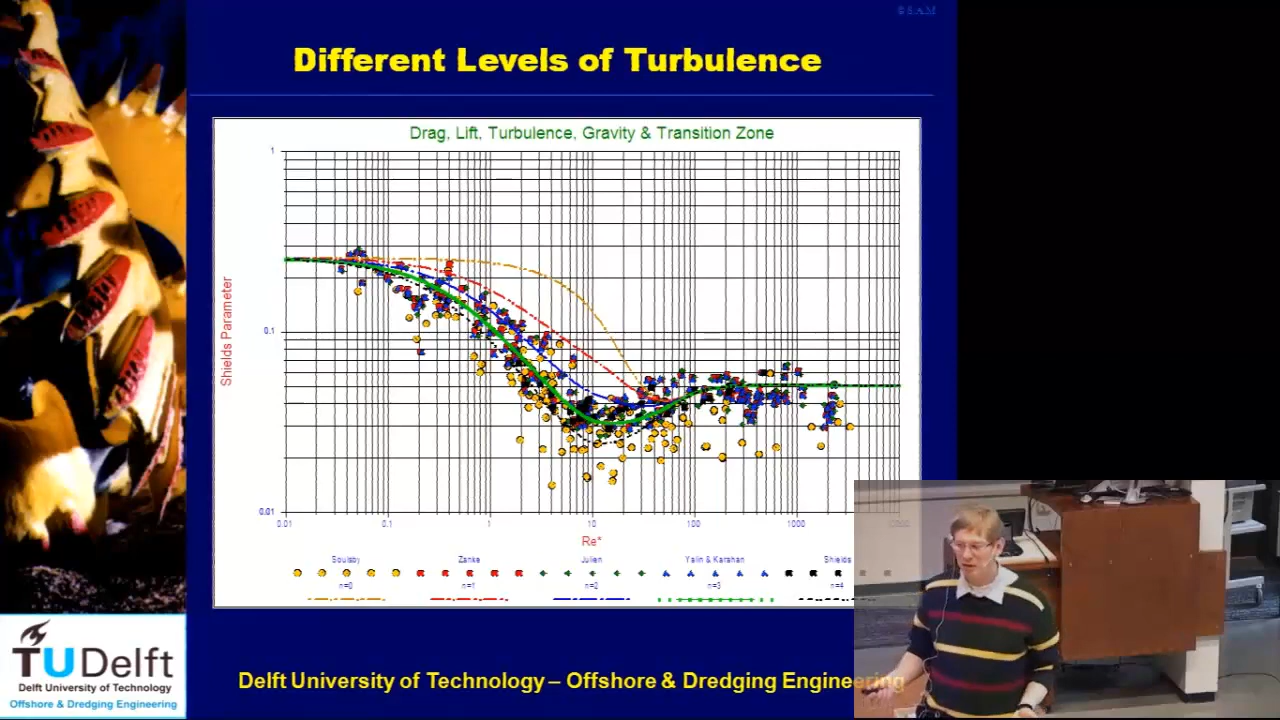 © S.A.M
Different Levels of Turbulence
Drag, Lift, Turbulence, Gravity & Transition Zone
1
0.1
0.01
Shields Parameter
0.01 0.1 1 10 100 1000
Re*
Soulsby Zanke Julien Yalin & Karahan Shields
n=0 n=1 n=2 n=3 n=4
TU Delft
Delft University of Technology
Offshore & Dredging Engineering
Delft University of Technology – Offshore & Dredging Engineering